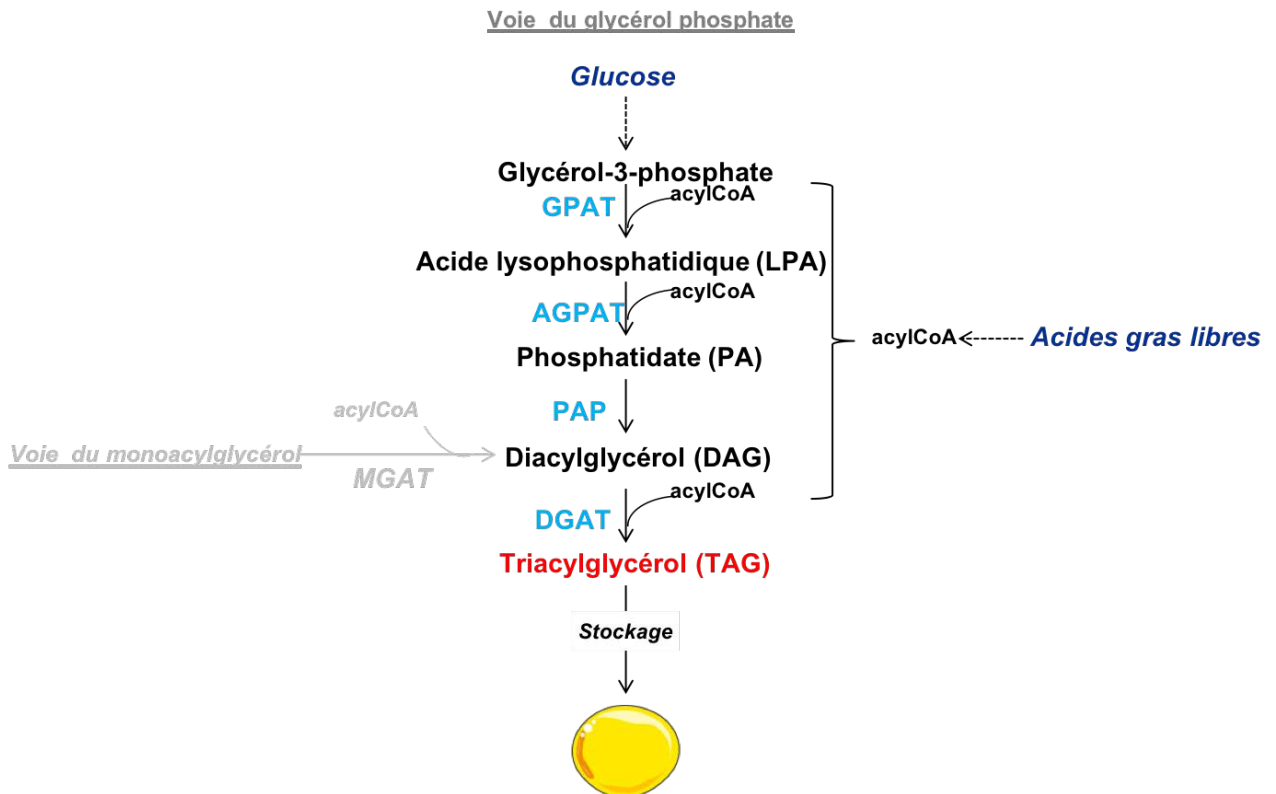 Voie du glycérol phosphate
Glucose
Glycérol-3-phosphate
acylCoA
GPAT
Acide lysophosphatidique (LPA)
acylCoA
AGPAT
acylCoA
Acides gras libres
Phosphatidate (PA)
acylCoA
PAP
Voie du monoacylglycérol
MGAT
Diacylglycérol (DAG)
acylCoA
DGAT
Triacylglycérol (TAG)
Stockage